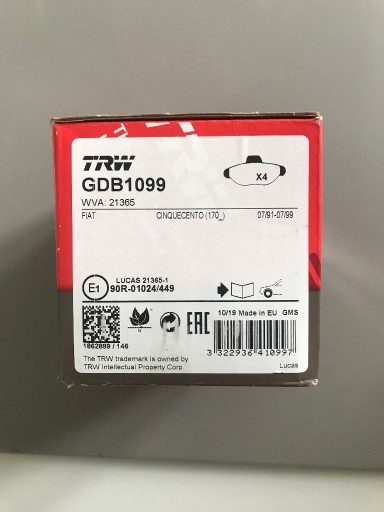 TRW
GDB1099
X4
WVA: 21365
FIAT CINQUECENTO (170_) 07/91-07/99
E1
LUCAS 21365-1
90R-01024/449
N
EAC
10/19 Made in EU GMS
1862889 / 146
3 322936 410997
The TRW trademark is owned by
TRW Intellectual Property Corp.
Lucas